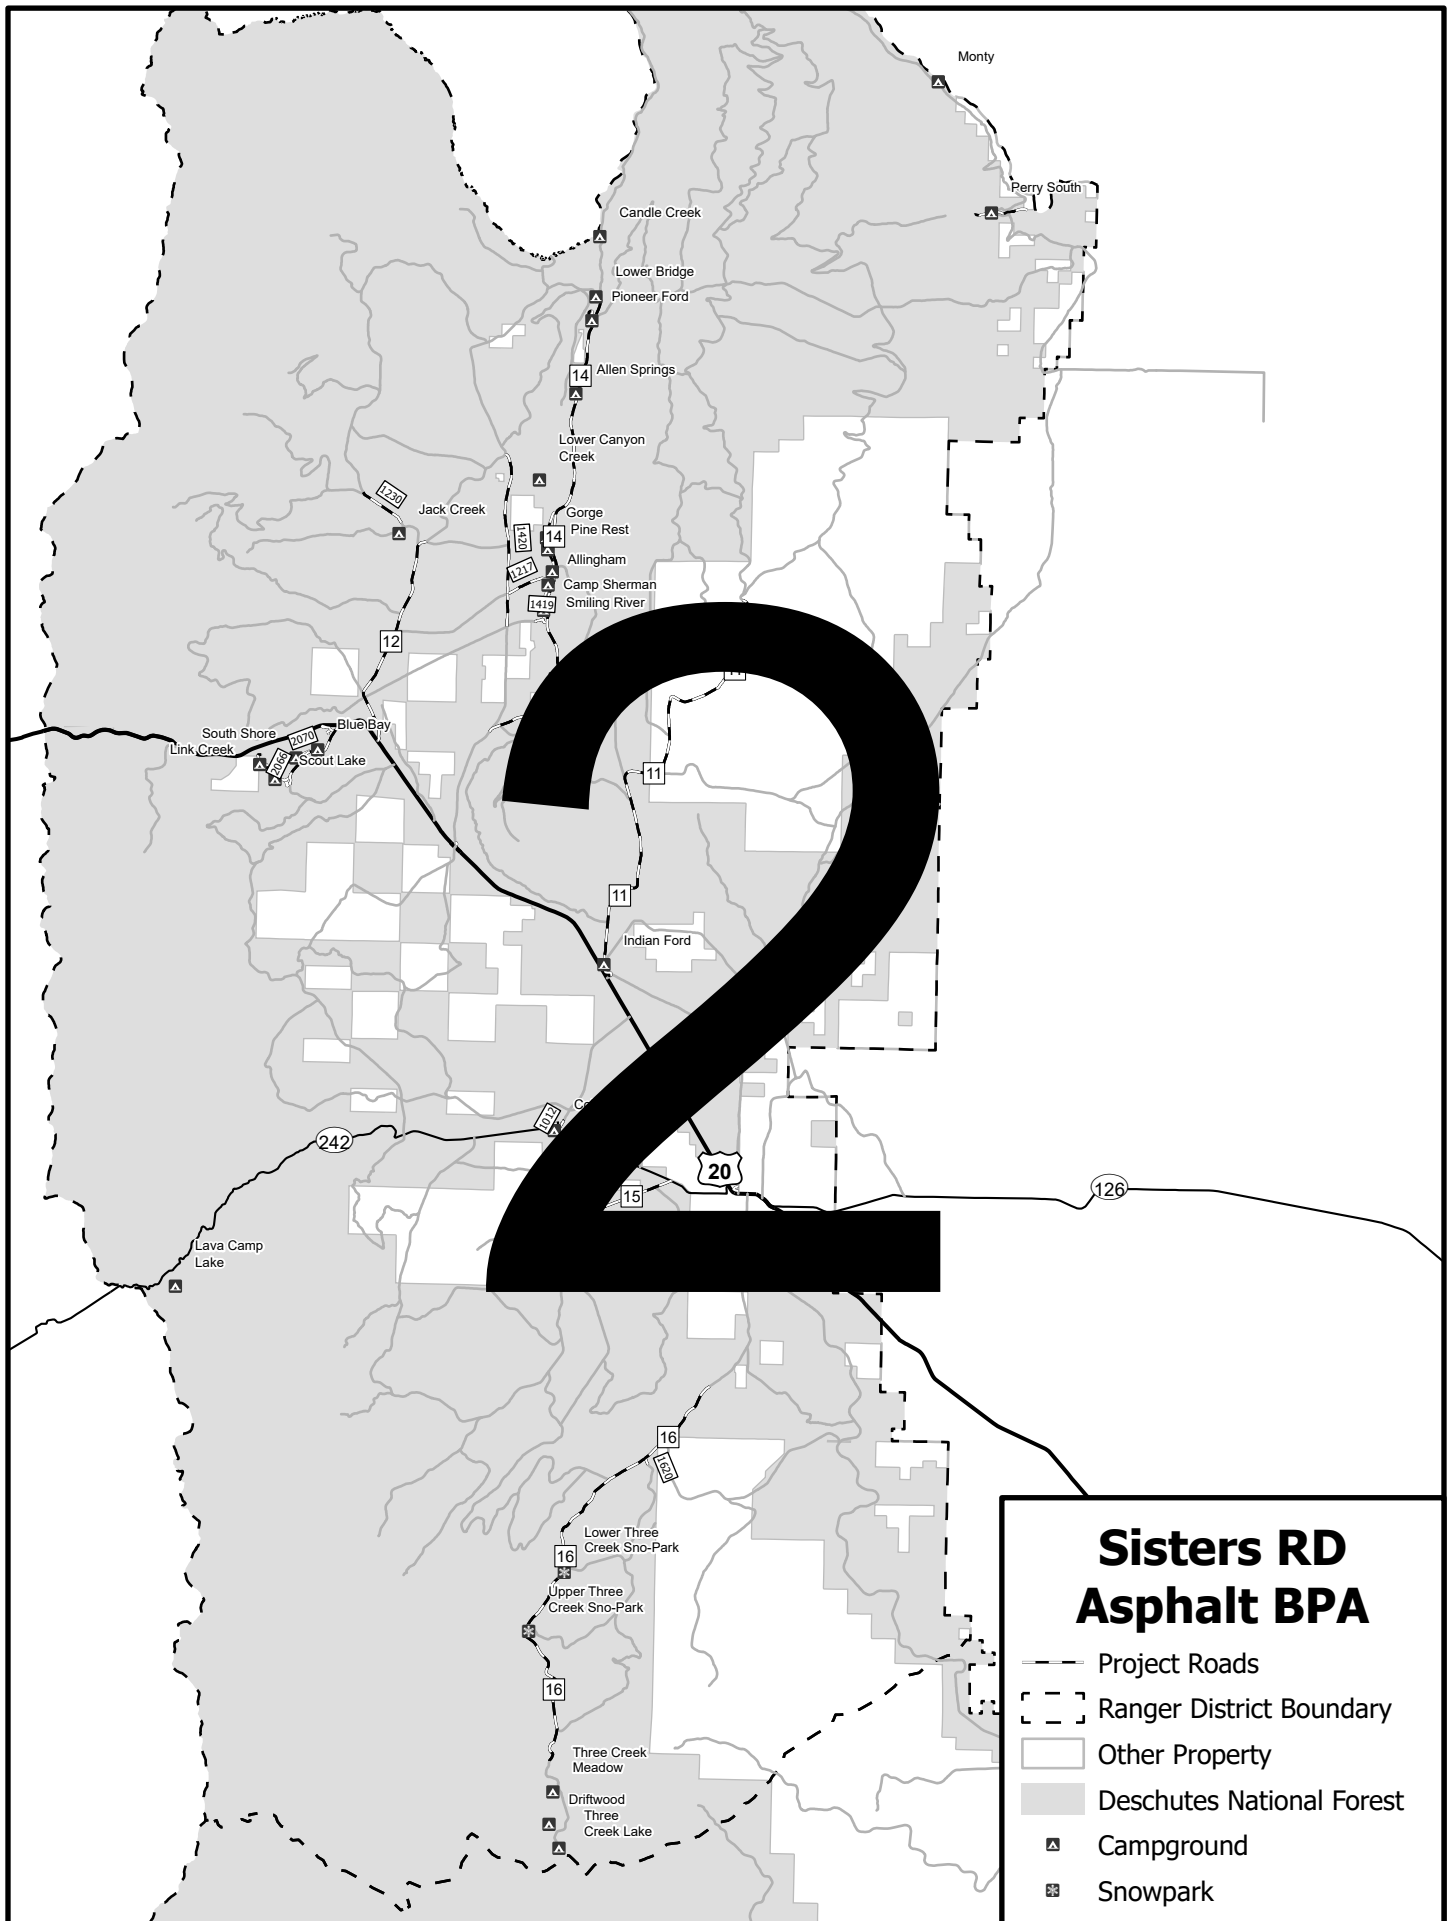 Monty
Perry South
Candle Creek
Lower Bridge
Pioneer Ford
14
Allen Springs
Lower Canyon
Creek
1230
Jack Creek
Gorge
1420
14
Pine Rest
Allingham
1217
Camp Sherman
1419
Smiling River
12
South Shore
2070
Blue Bay
Link Creek
2066
Scout Lake
11
11
Indian Ford
1012
242
20
15
126
Lava Camp
Lake
16
1620
Lower Three
Creek Sno-Park
16
Upper Three
Creek Sno-Park
16
Three Creek
Meadow
Driftwood
Three
Creek Lake
2
Sisters RD
Asphalt BPA
Project Roads
Ranger District Boundary
Other Property
Deschutes National Forest
Campground
Snowpark